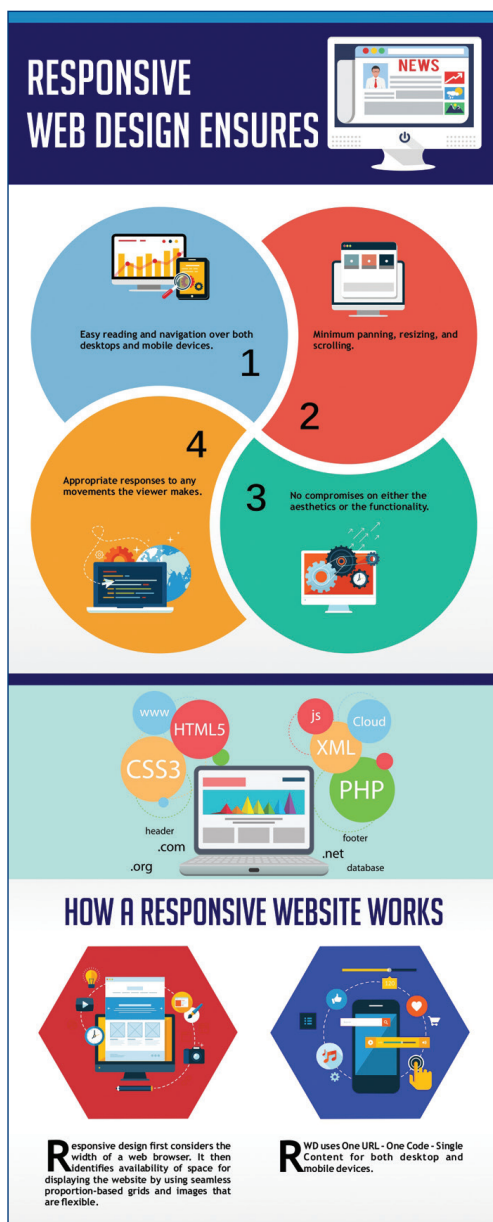 RESPONSIVE
WEB DESIGN ENSURES
NEWS
Easy reading and navigation over both
desktops and mobile devices.
1
Minimum panning, resizing, and
scrolling.
2
4
Appropriate responses to any
movements the viewer makes.
3
No compromises on either the
aesthetics or the functionality.
www
HTML5
CSS3
js
Cloud
XML
PHP
header
.com
.org
footer
.net
database
HOW A RESPONSIVE WEBSITE WORKS
Responsive design first considers the
width of a web browser. It then
identifies availability of space for
displaying the website by using seamless
proportion-based grids and images that
are flexible.
RWD uses One URL - One Code - Single
Content for both desktop and
mobile devices.